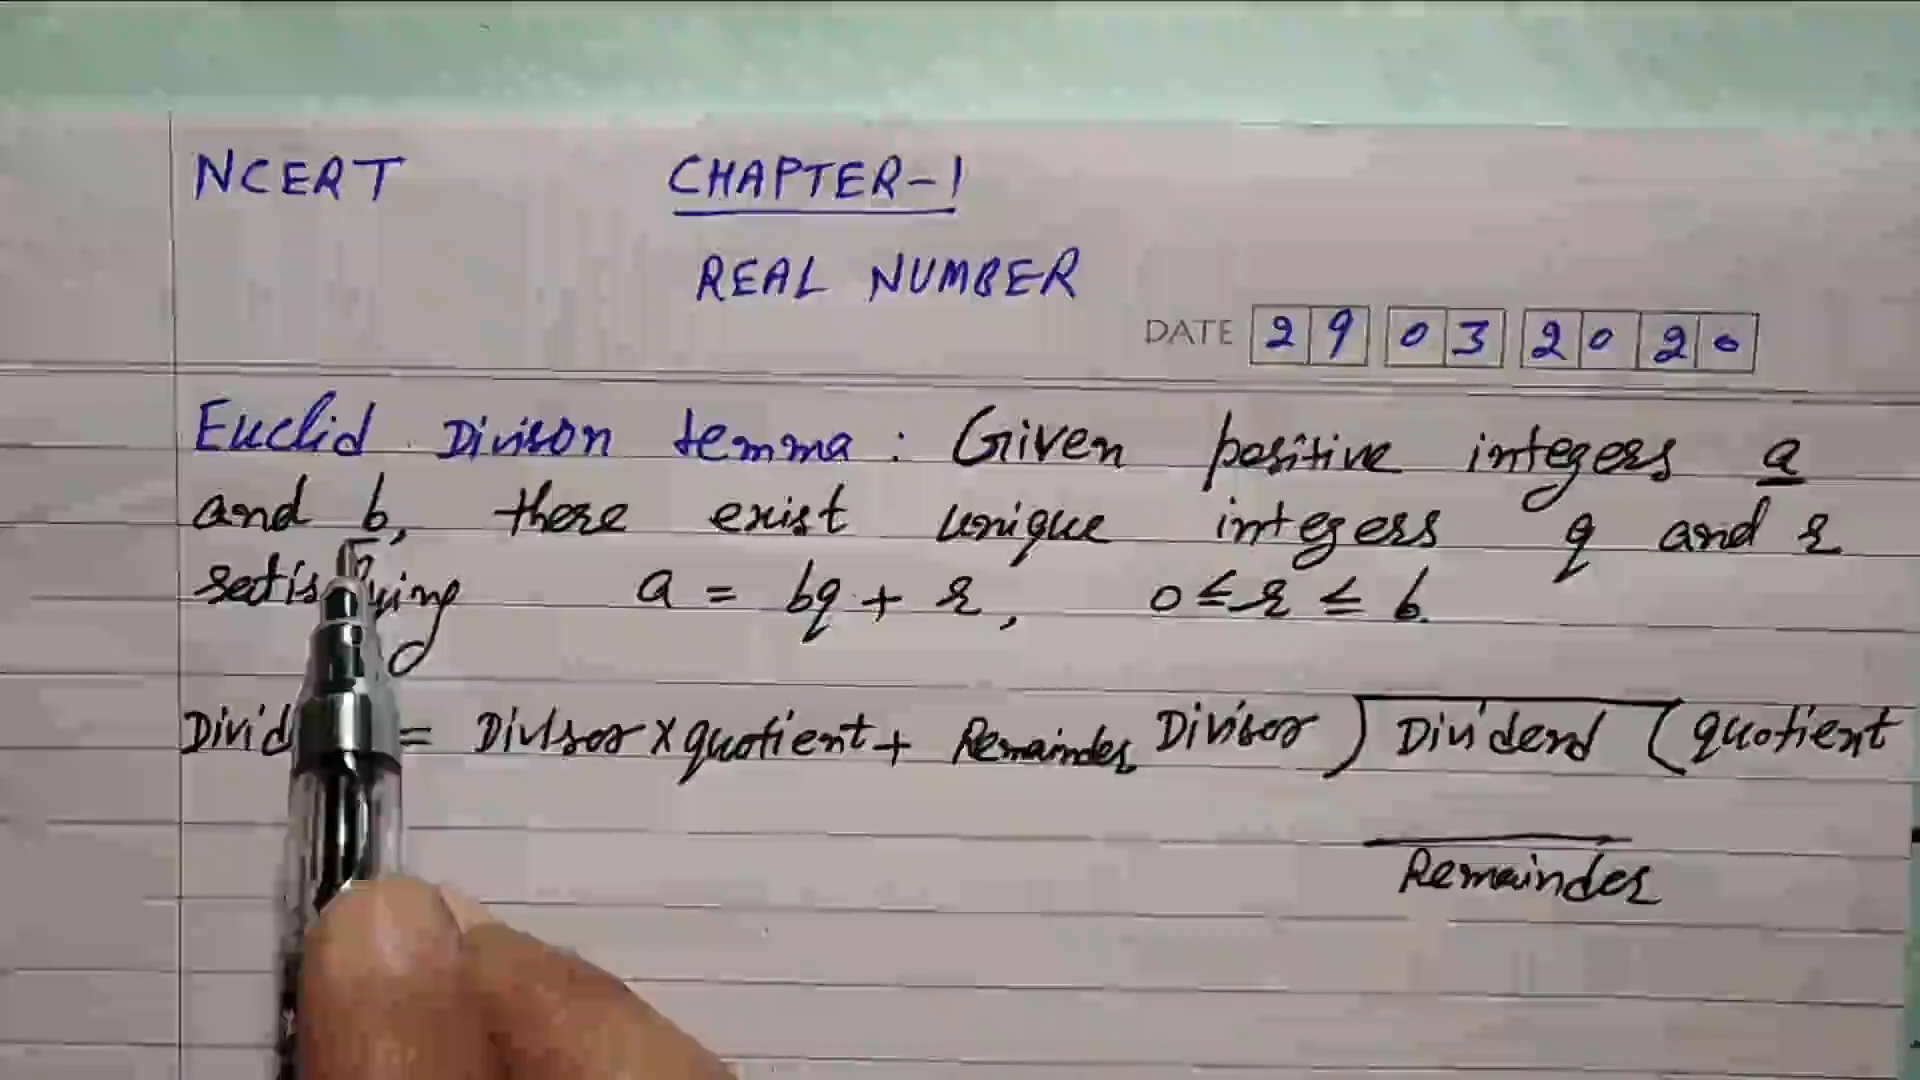 NCERT CHAPTER-1
REAL NUMBER
DATE 29 03 2020
Euclid Divison lemma : Given positive integers a
and b, there exist unique integers q and r
satisfying a = bq + r, 0 ≤ r ≤ b.
= Divisor × quotient + Remainder Divisor ) Dividend ( quotient
Remainder